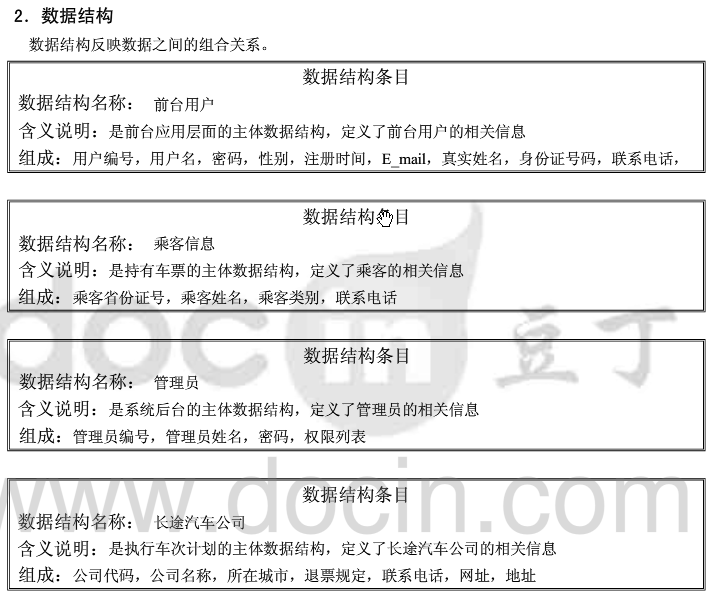 2．数据结构
数据结构反映数据之间的组合关系。
数据结构条目
数据结构名称： 前台用户
含义说明：是前台应用层面的主体数据结构，定义了前台用户的相关信息
组成：用户编号，用户名，密码，性别，注册时间，E_mail，真实姓名，身份证号码，联系电话，
数据结构条目
数据结构名称： 乘客信息
含义说明：是持有车票的主体数据结构，定义了乘客的相关信息
组成：乘客省份证号，乘客姓名，乘客类别，联系电话
数据结构条目
数据结构名称： 管理员
含义说明：是系统后台的主体数据结构，定义了管理员的相关信息
组成：管理员编号，管理员姓名，密码，权限列表
数据结构条目
数据结构名称： 长途汽车公司
含义说明：是执行车次计划的主体数据结构，定义了长途汽车公司的相关信息
组成：公司代码，公司名称，所在城市，退票规定，联系电话，网址，地址
docin 豆丁
www.docin.com